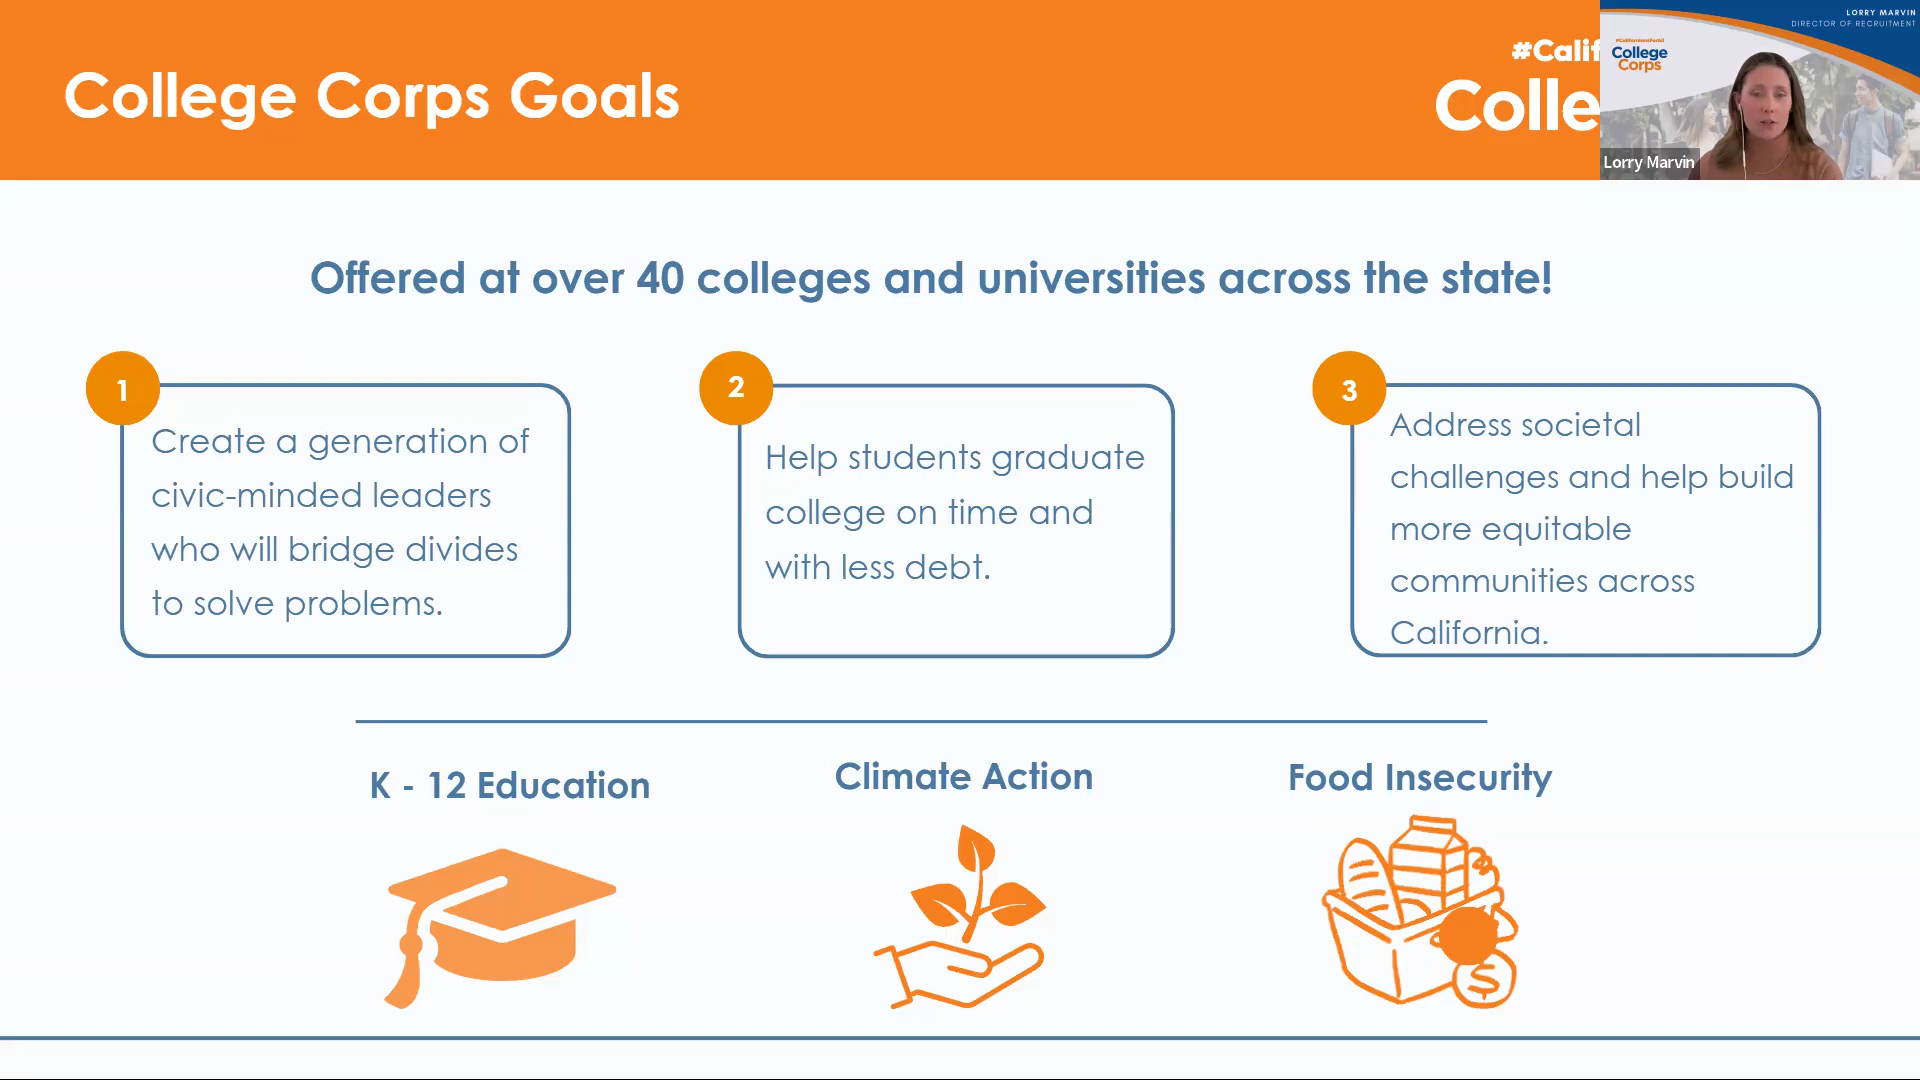 College Corps Goals
#Calif
Colle
LORRY MARVIN
DIRECTOR OF RECRUITMENT
#CaliforniansForAll
College
Corps
Lorry Marvin
Offered at over 40 colleges and universities across the state!
1
Create a generation of
civic-minded leaders
who will bridge divides
to solve problems.
2
Help students graduate
college on time and
with less debt.
3
Address societal
challenges and help build
more equitable
communities across
California.
K - 12 Education
Climate Action
Food Insecurity
$